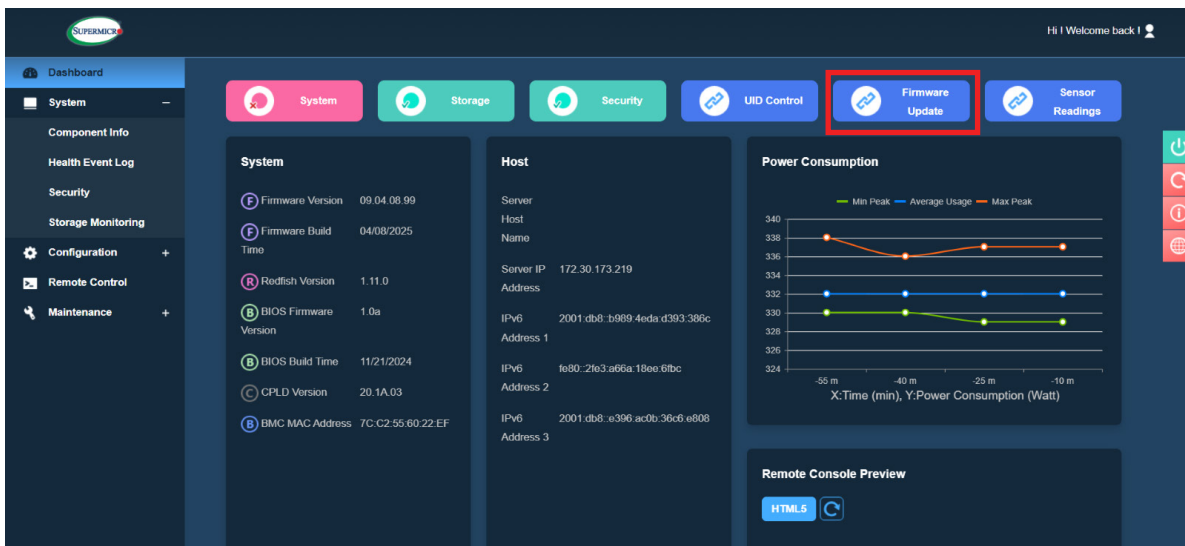 SUPERMICR
Hi ! Welcome back !
Dashboard
System −
Component Info
Health Event Log
Security
Storage Monitoring
Configuration +
Remote Control
Maintenance +
System
Storage
Security
UID Control
Firmware
Update
Sensor
Readings
System
F Firmware Version 09.04.08.99
F Firmware Build 04/08/2025
Time
R Redfish Version 1.11.0
B BIOS Firmware 1.0a
Version
B BIOS Build Time 11/21/2024
C CPLD Version 20.1A.03
B BMC MAC Address 7C:C2:55:60:22:EF
Host
Server
Host
Name
Server IP 172.30.173.219
Address
IPv6 2001:db8::b989:4eda:d393:386c
Address 1
IPv6 fe80::2fe3:a66a:18ee:6fbc
Address 2
IPv6 2001:db8::e396:ac0b:36c6:e808
Address 3
Power Consumption
Min Peak Average Usage Max Peak
340
338
336
334
332
330
328
326
324
-55 m -40 m -25 m -10 m
X:Time (min), Y:Power Consumption (Watt)
Remote Console Preview
HTML5